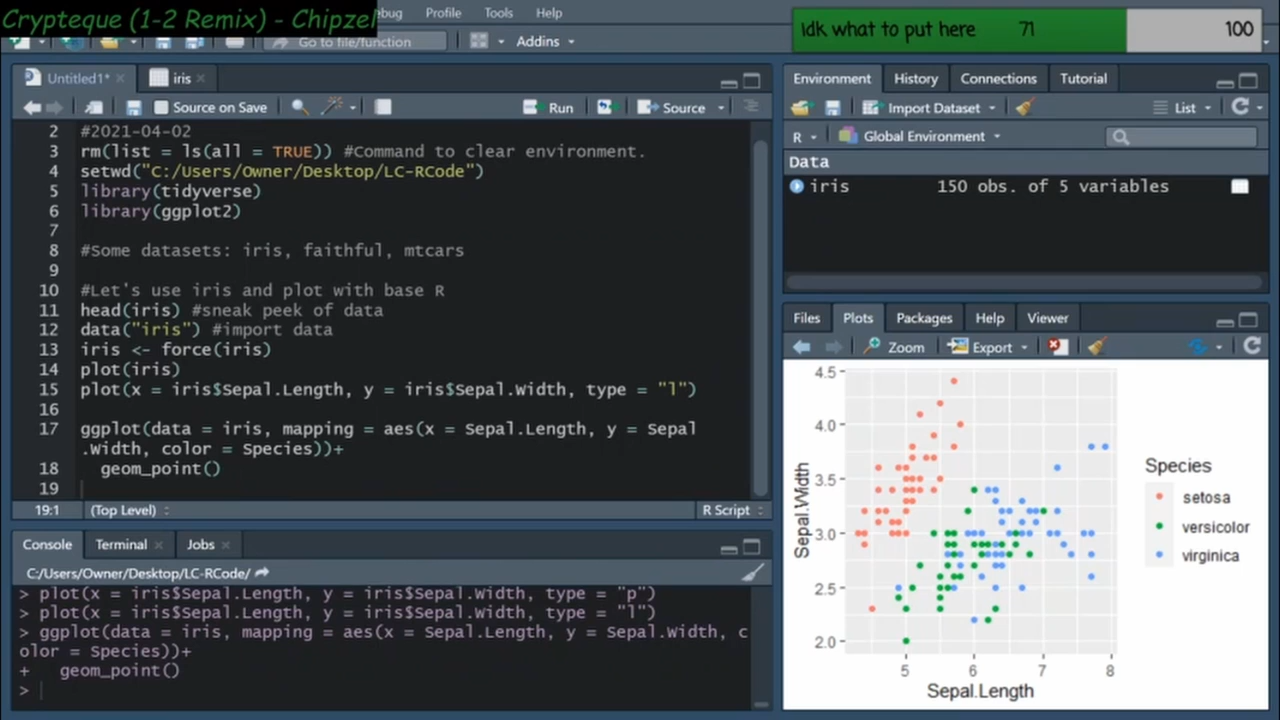 Crypteque (1-2 Remix) - Chipzel
ebug Profile Tools Help
Idk what to put here 71 100
Go to file/function Addins
Untitled1* iris
Source on Save Run Source
2 #2021-04-02
3 rm(list = ls(all = TRUE)) #Command to clear environment.
4 setwd("C:/Users/Owner/Desktop/LC-RCode")
5 library(tidyverse)
6 library(ggplot2)
7
8 #Some datasets: iris, faithful, mtcars
9
10 #Let's use iris and plot with base R
11 head(iris) #sneak peek of data
12 data("iris") #import data
13 iris <- force(iris)
14 plot(iris)
15 plot(x = iris$Sepal.Length, y = iris$Sepal.Width, type = "l")
16
17 ggplot(data = iris, mapping = aes(x = Sepal.Length, y = Sepal
.Width, color = Species))+
18 geom_point()
19
19:1 (Top Level) R Script
Console Terminal Jobs
C:/Users/Owner/Desktop/LC-RCode/
> plot(x = iris$Sepal.Length, y = iris$Sepal.Width, type = "p")
> plot(x = iris$Sepal.Length, y = iris$Sepal.Width, type = "l")
> ggplot(data = iris, mapping = aes(x = Sepal.Length, y = Sepal.Width, c
olor = Species))+
+ geom_point()
>
Environment History Connections Tutorial
Import Dataset List
R Global Environment
Data
iris 150 obs. of 5 variables
Files Plots Packages Help Viewer
Zoom Export
4.5
4.0
3.5
3.0
2.5
2.0
Sepal.Width
5 6 7 8
Sepal.Length
Species
setosa
versicolor
virginica